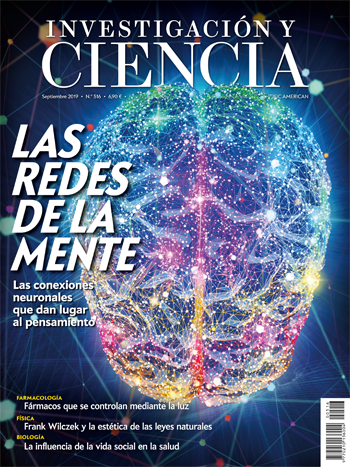 INVESTIGACIÓN Y
CIENCIA
Septiembre 2019 • N.º 516 • 6,90 € •
AMERICAN
LAS
REDES
DE LA
MENTE
Las conexiones
neuronales
que dan lugar
al pensamiento
FARMACOLOGÍA
Fármacos que se controlan mediante la luz
FÍSICA
Frank Wilczek y la estética de las leyes naturales
BIOLOGÍA
La influencia de la vida social en la salud